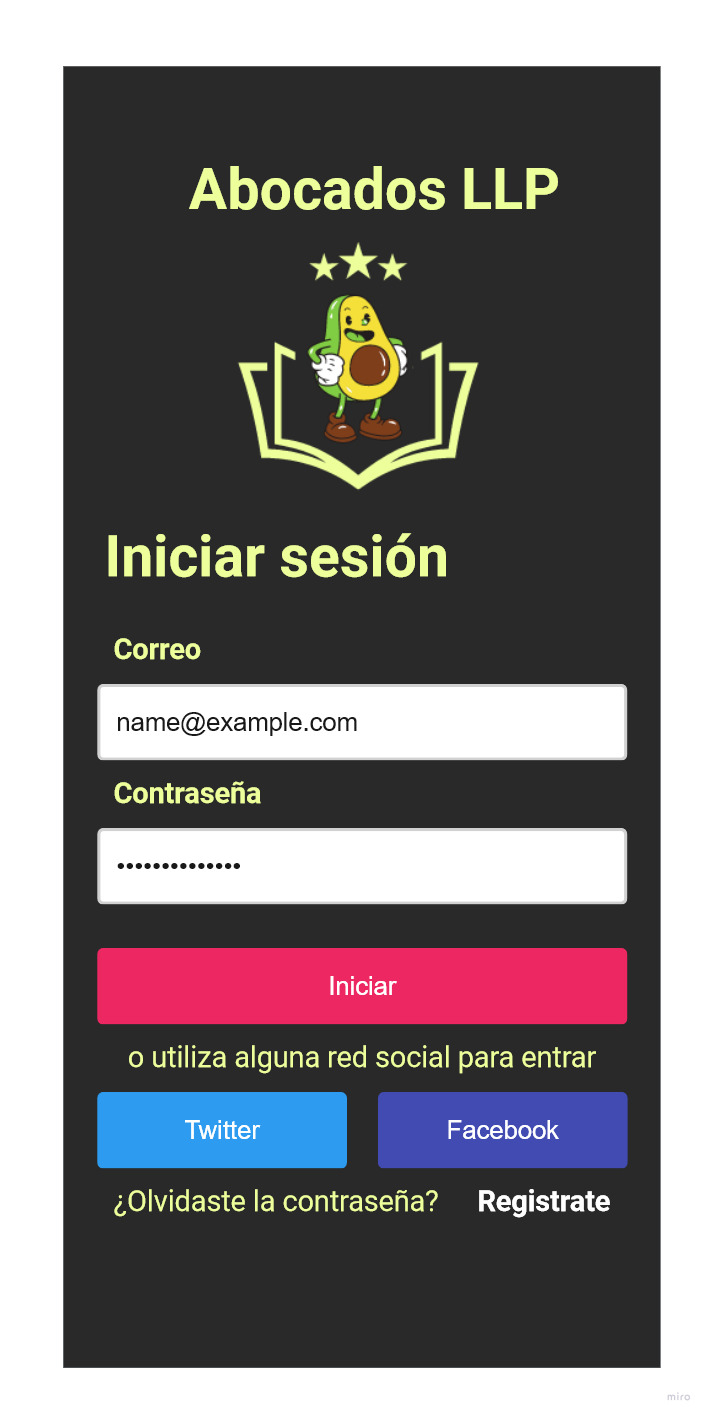 Abocados LLP
Iniciar sesión
Correo
name@example.com
Contraseña
••••••••••••••
Iniciar
o utiliza alguna red social para entrar
Twitter Facebook
¿Olvidaste la contraseña? Registrate
miro